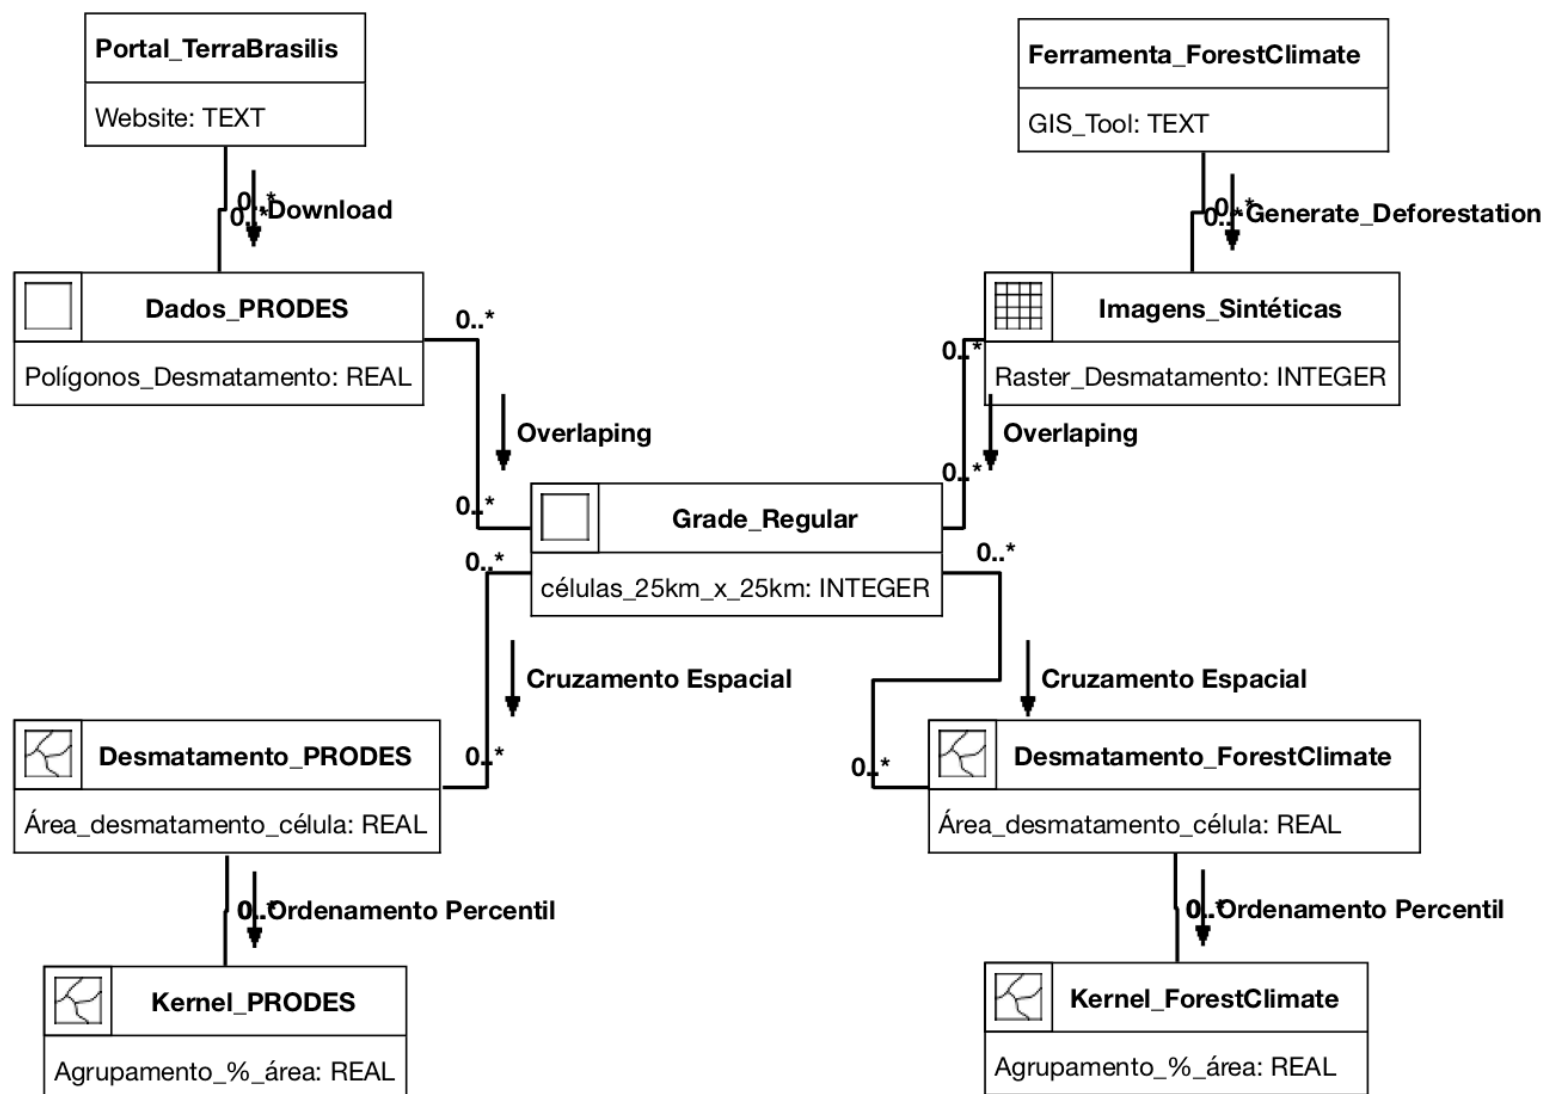 Portal_TerraBrasilis
Website: TEXT
Ferramenta_ForestClimate
GIS_Tool: TEXT
0..*
0..*
Download
0..*
0..*
Generate_Deforestation
Dados_PRODES
Polígonos_Desmatamento: REAL
0..*
Imagens_Sintéticas
Raster_Desmatamento: INTEGER
0..*
Overlaping
Overlaping
0..*
0..*
Grade_Regular
células_25km_x_25km: INTEGER
0..*
0..*
Cruzamento Espacial
Cruzamento Espacial
0..*
0..*
Desmatamento_PRODES
Área_desmatamento_célula: REAL
Desmatamento_ForestClimate
Área_desmatamento_célula: REAL
0..*
Ordenamento Percentil
0..*
Ordenamento Percentil
Kernel_PRODES
Agrupamento_%_área: REAL
Kernel_ForestClimate
Agrupamento_%_área: REAL